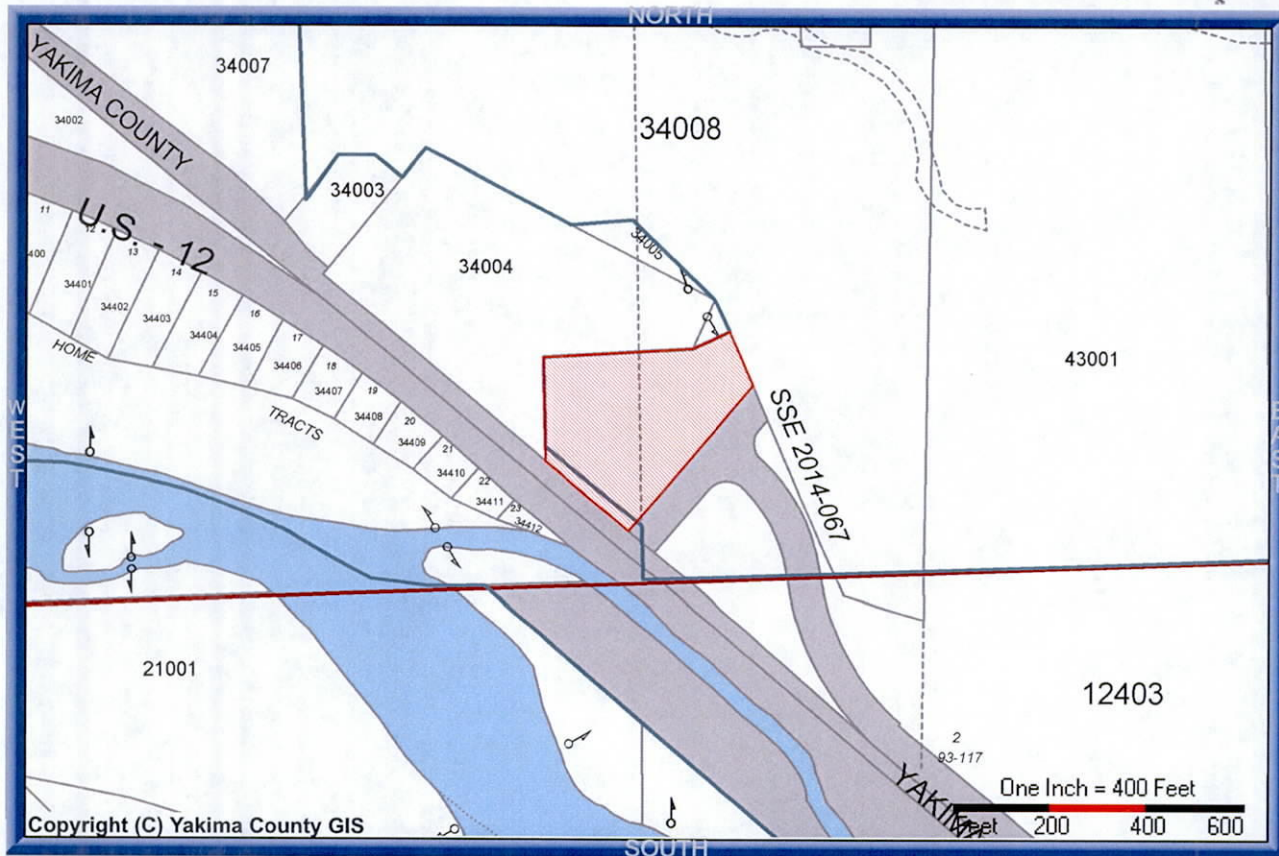 NORTH
YAKIMA COUNTY
34007
34002
34008
34003
34005
34004
U.S. - 12
11
12
13
14
15
16
17
18
19
20
21
22
23
400
34401
34402
34403
34404
34405
34406
34407
34408
34409
34410
34411
34412
HOME
TRACTS
43001
SSE 2014-067
WEST
EAST
21001
12403
2
93-117
YAKIMA
One Inch = 400 Feet
Feet 200 400 600
Copyright (C) Yakima County GIS
SOUTH